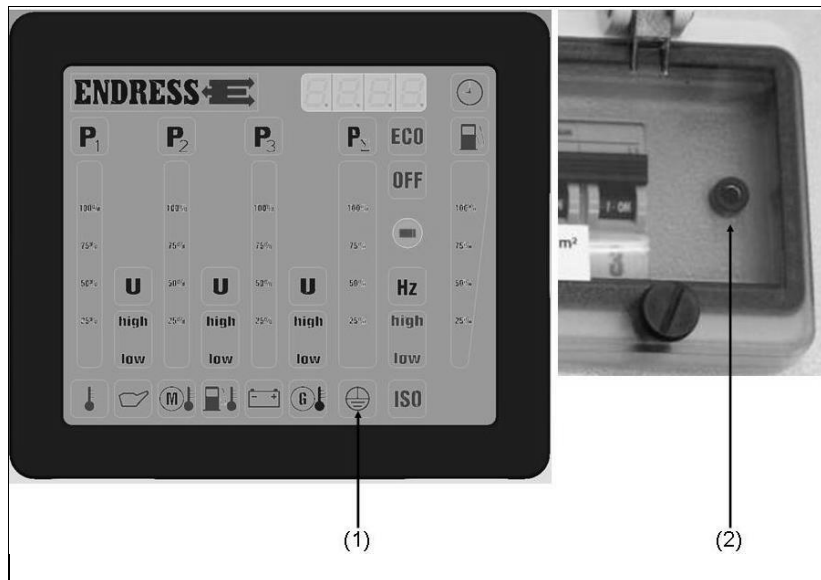 ENDRESS
P1 P2 P3 PΣ ECO
OFF
100% 100% 100% 100% 100%
75% 75% 75% 75% 75%
50% U 50% U 50% U 50% Hz 50%
25% high 25% high 25% high 25% high 25%
low low low low
M G ISO
I · ON
m²
(1) (2)